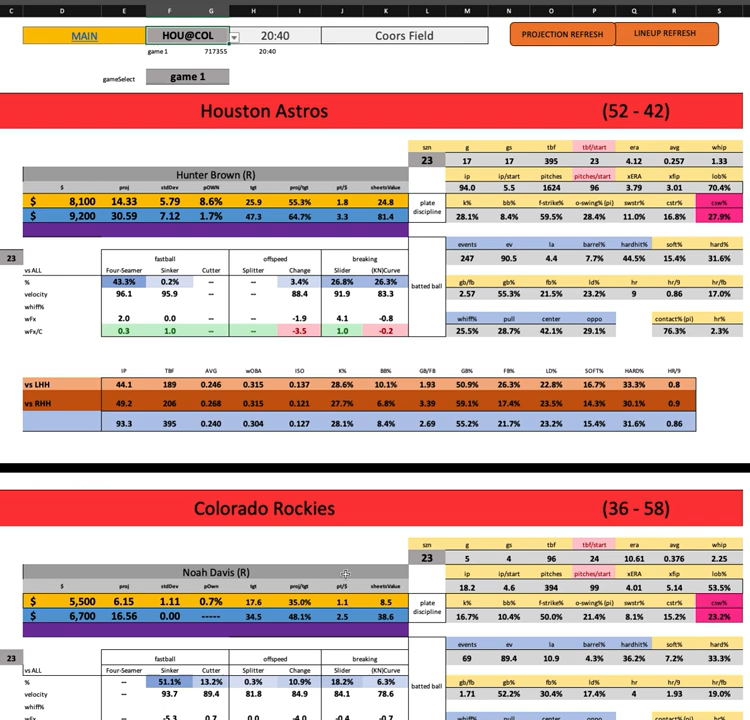 C D E F G H I J K L M N O P Q R S
MAIN HOU@COL 20:40 Coors Field PROJECTION REFRESH LINEUP REFRESH
game 1 717355 20:40
gameSelect game 1
Houston Astros (52 - 42)
szn g gs tbf tbf/start era avg whip
23 17 17 395 23 4.12 0.257 1.33
Hunter Brown (R) ip ip/start pitches pitches/start xERA xfip lob%
$ proj stdDev pOWN tgt proj/tgt pt/$ sheetsValue 94.0 5.5 1624 96 3.79 3.01 70.4%
$ 8,100 14.33 5.79 8.6% 25.9 55.3% 1.8 24.8 plate discipline k% bb% f-strike% o-swing% (pi) swstr% cstr% csw%
$ 9,200 30.59 7.12 1.7% 47.3 64.7% 3.3 81.4 28.1% 8.4% 59.5% 28.4% 11.0% 16.8% 27.9%
events ev la barrel% hardhit% soft% hard%
23 fastball offspeed breaking 247 90.5 4.4 7.7% 44.5% 15.4% 31.6%
vs ALL Four-Seamer Sinker Cutter Splitter Change Slider (KN)Curve batted ball
% 43.3% 0.2% -- -- 3.4% 26.8% 26.3% gb/fb gb% fb% ld% hr hr/9 hr/fb
velocity 96.1 95.9 -- -- 88.4 91.9 83.3 2.57 55.3% 21.5% 23.2% 9 0.86 17.0%
whiff%
wFx 2.0 0.0 -- -- -1.9 4.1 -0.8 whiff% pull center oppo contact% (pi) hr%
wFx/C 0.3 1.0 -- -- -3.5 1.0 -0.2 25.5% 28.7% 42.1% 29.1% 76.3% 2.3%
IP TBF AVG wOBA ISO K% BB% GB/FB GB% FB% LD% SOFT% HARD% HR/9
vs LHH 44.1 189 0.246 0.315 0.137 28.6% 10.1% 1.93 50.9% 26.3% 22.8% 16.7% 33.3% 0.8
vs RHH 49.2 206 0.268 0.315 0.121 27.7% 6.8% 3.39 59.1% 17.4% 23.5% 14.3% 30.1% 0.9
93.3 395 0.240 0.304 0.127 28.1% 8.4% 2.69 55.2% 21.7% 23.2% 15.4% 31.6% 0.86
Colorado Rockies (36 - 58)
szn g gs tbf tbf/start era avg whip
23 5 4 96 24 10.61 0.376 2.25
Noah Davis (R) ip ip/start pitches pitches/start xERA xfip lob%
$ proj stdDev pOwn tgt proj/tgt pt/$ sheetsValue 18.2 4.6 394 99 4.01 5.14 53.5%
$ 5,500 6.15 1.11 0.7% 17.6 35.0% 1.1 8.5 plate discipline k% bb% f-strike% o-swing% (pi) swstr% cstr% csw%
$ 6,700 16.56 0.00 ----- 34.5 48.1% 2.5 38.6 16.7% 10.4% 50.0% 21.4% 8.1% 15.2% 23.2%
events ev la barrel% hardhit% soft% hard%
23 fastball offspeed breaking 69 89.4 10.9 4.3% 36.2% 7.2% 33.3%
vs ALL Four-Seamer Sinker Cutter Splitter Change Slider (KN)Curve batted ball
% -- 51.1% 13.2% 0.3% 10.9% 18.2% 6.3% gb/fb gb% fb% ld% hr hr/9 hr/fb
velocity -- 93.7 89.4 81.8 84.9 84.1 78.6 1.71 52.2% 30.4% 17.4% 4 1.93 19.0%
whiff%
wFx -- -5.3 0.7 0.0 -4.0 -0.4 -0.7 whiff% pull center oppo contact% (pi) hr%